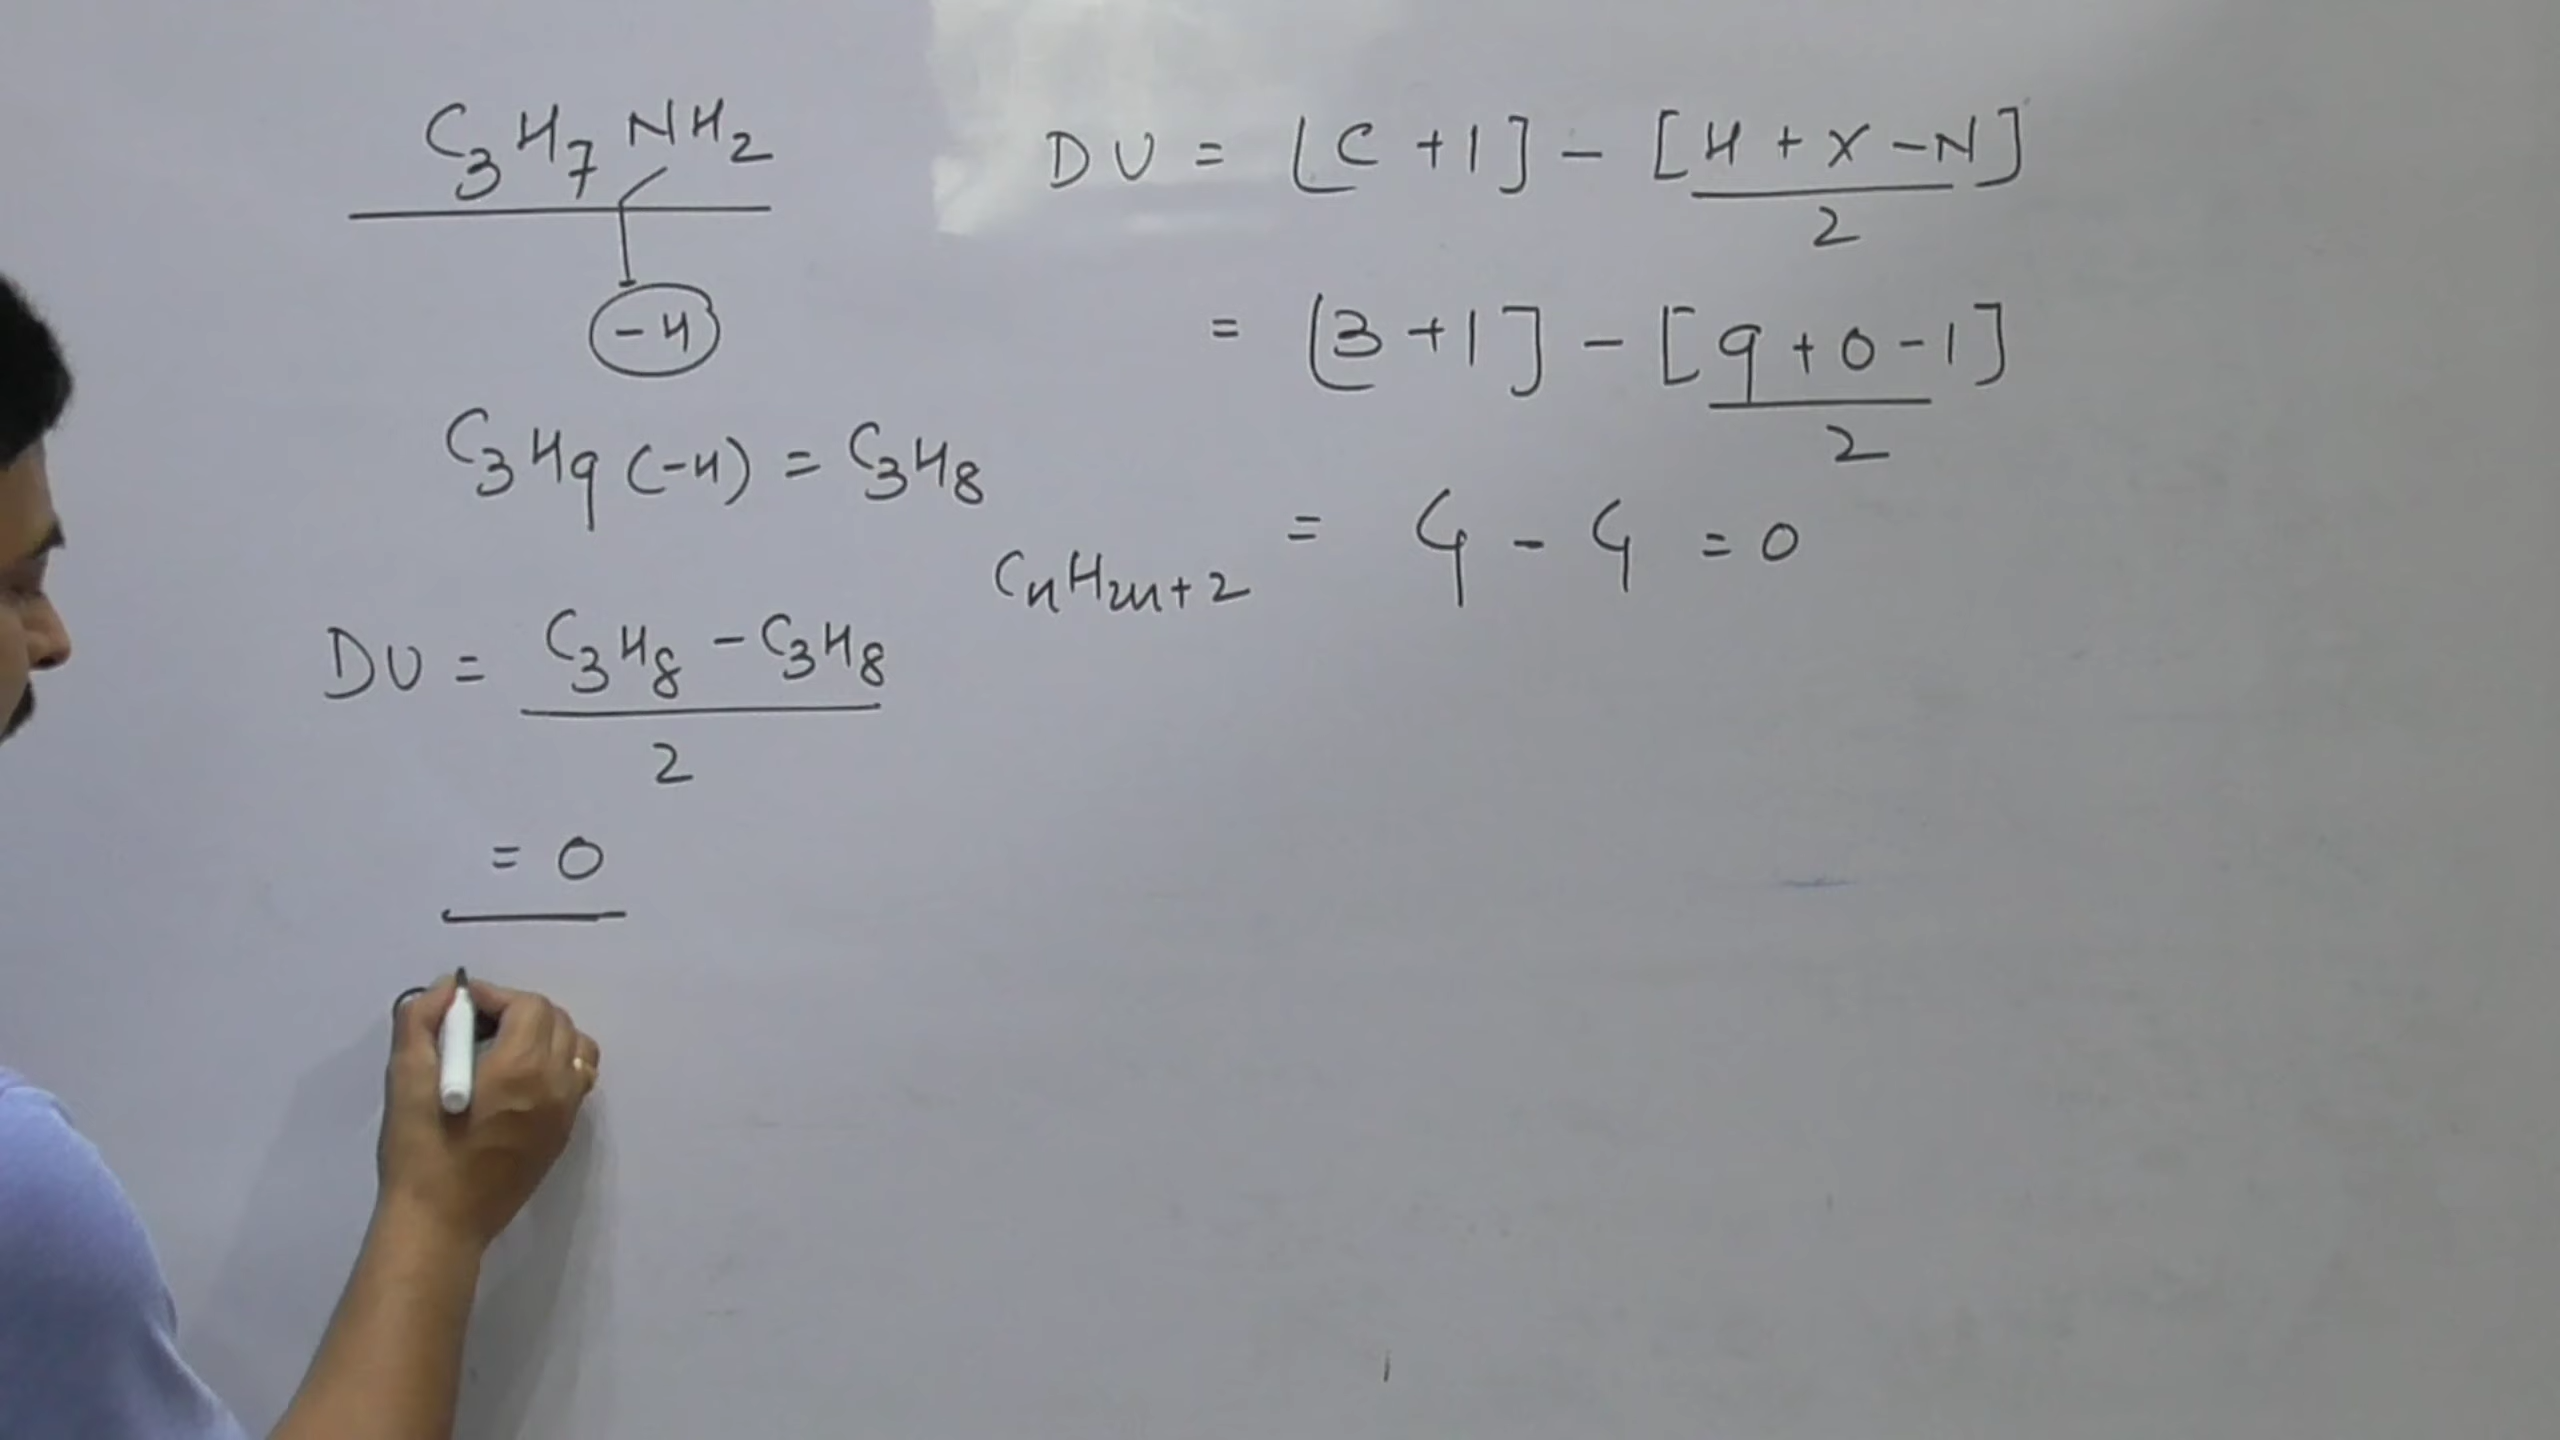 C₃H₇NH₂
-H
C₃H₉(-H) = C₃H₈
DU = C₃H₈ - C₃H₈
2
= 0
DU = [C + 1] - [H + X - N]
2
= [3 + 1] - [9 + 0 - 1]
2
CₙH₂ₙ₊₂
= 4 - 4 = 0